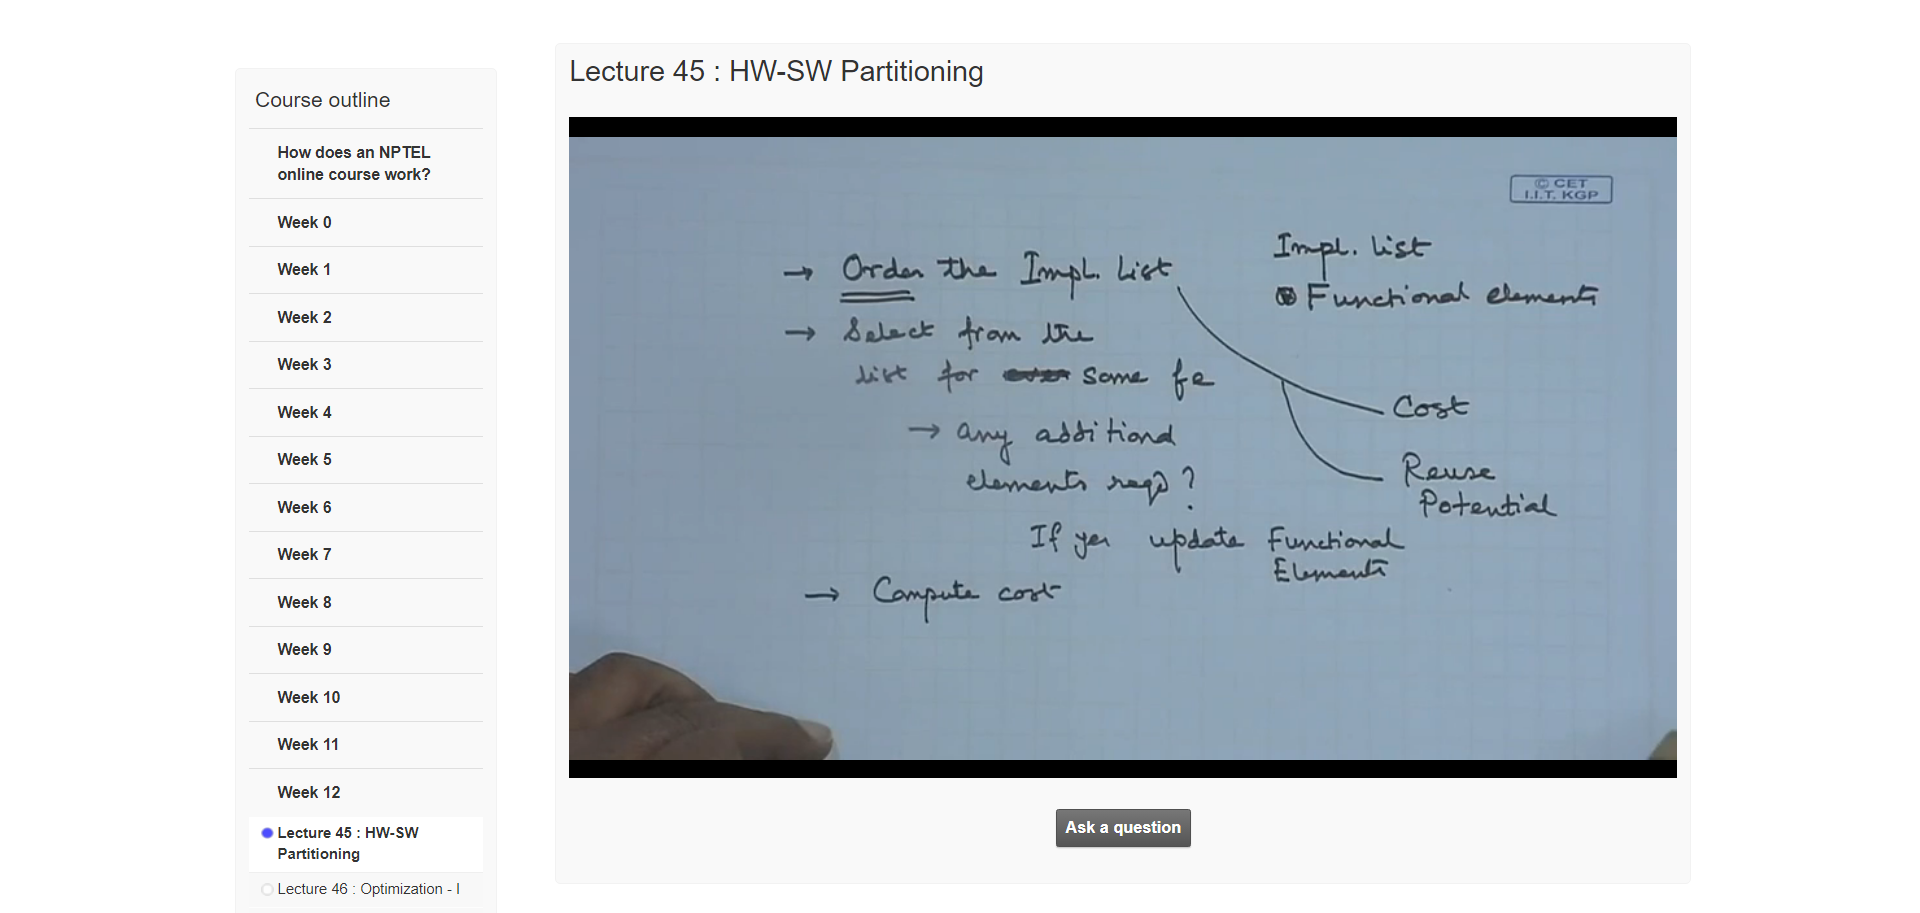 Lecture 45 : HW-SW Partitioning
Course outline
How does an NPTEL
online course work?
Week 0
Week 1
Week 2
Week 3
Week 4
Week 5
Week 6
Week 7
Week 8
Week 9
Week 10
Week 11
Week 12
Lecture 45 : HW-SW
Partitioning
Lecture 46 : Optimization - I
© CET
I.I.T. KGP
Impl. list
Functional elements
→ Order the Impl. List
→ Select from the
list for some fe
→ any additional
elements reqd?
If yes update Functional
Elements
→ Compute cost
Cost
Reuse
Potential
Ask a question